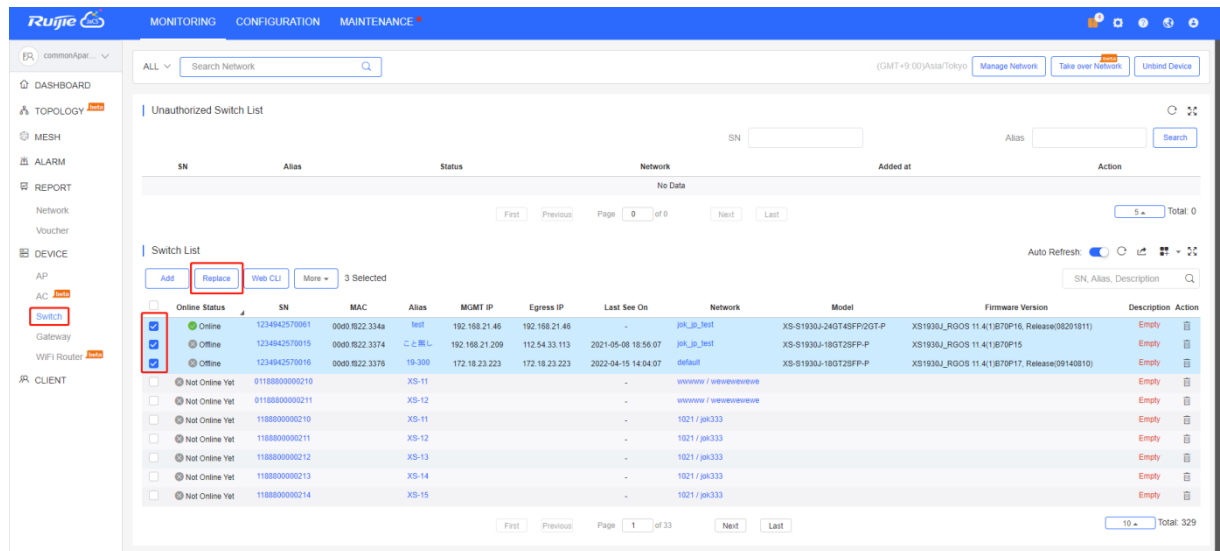 Ruijie JaCS MONITORING CONFIGURATION MAINTENANCE
commonApar...
DASHBOARD
TOPOLOGY beta
MESH
ALARM
REPORT
Network
Voucher
DEVICE
AP
AC beta
Switch
Gateway
WiFi Router beta
CLIENT
ALL Search Network (GMT+9:00)Asia/Tokyo Manage Network Take over Network beta Unbind Device
Unauthorized Switch List
SN Alias Search
SN Alias Status Network Added at Action
No Data
First Previous Page 0 of 0 Next Last 5 Total: 0
Switch List Auto Refresh:
Add Replace Web CLI More 3 Selected SN, Alias, Description
Online Status SN MAC Alias MGMT IP Egress IP Last See On Network Model Firmware Version Description Action
Online 1234942570061 00d0.f822.334a test 192.168.21.46 192.168.21.46 - jok_jp_test XS-S1930J-24GT4SFP/2GT-P XS1930J_RGOS 11.4(1)B70P16, Release(08201811) Empty
Offline 1234942570015 00d0.f822.3374 こと無し 192.168.21.209 112.54.33.113 2021-05-08 18:56:07 jok_jp_test XS-S1930J-18GT2SFP-P XS1930J_RGOS 11.4(1)B70P15 Empty
Offline 1234942570016 00d0.f822.3376 19-300 172.18.23.223 172.18.23.223 2022-04-15 14:04:07 default XS-S1930J-18GT2SFP-P XS1930J_RGOS 11.4(1)B70P17, Release(09140810) Empty
Not Online Yet 01188800000210 XS-11 - wwwww / wewewewewe Empty
Not Online Yet 01188800000211 XS-12 - wwwww / wewewewewe Empty
Not Online Yet 1188800000210 XS-11 - 1021 / jok333 Empty
Not Online Yet 1188800000211 XS-12 - 1021 / jok333 Empty
Not Online Yet 1188800000212 XS-13 - 1021 / jok333 Empty
Not Online Yet 1188800000213 XS-14 - 1021 / jok333 Empty
Not Online Yet 1188800000214 XS-15 - 1021 / jok333 Empty
First Previous Page 1 of 33 Next Last 10 Total: 329